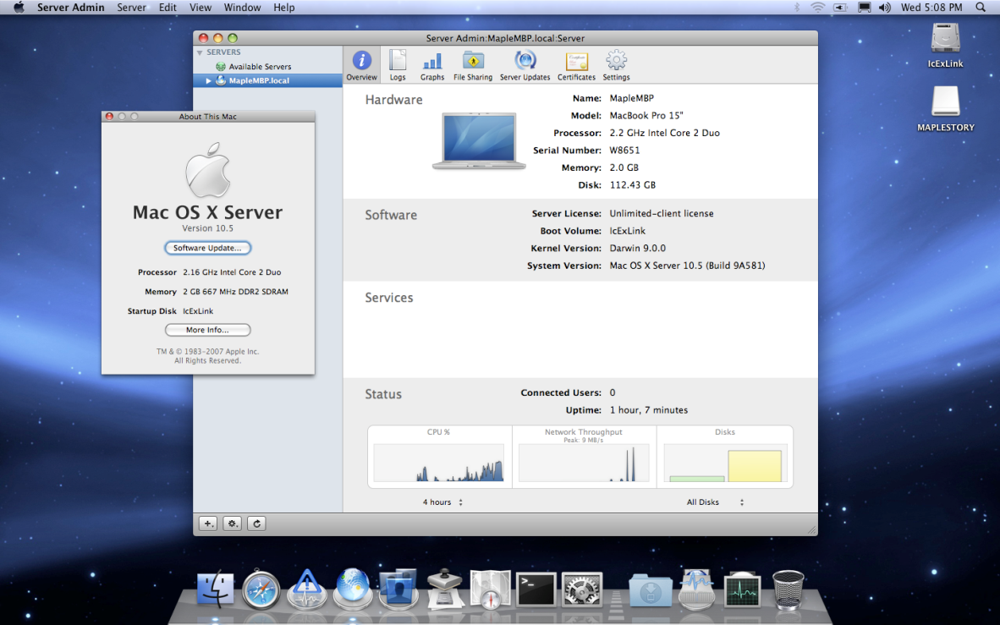 Server Admin Server Edit View Window Help
Wed 5:08 PM
Server Admin:MapleMBP.local:Server
SERVERS
Available Servers
MapleMBP.local
Overview Logs Graphs File Sharing Server Updates Certificates Settings
IcExLink
MAPLESTORY
About This Mac
Mac OS X Server
Version 10.5
Software Update...
Processor 2.16 GHz Intel Core 2 Duo
Memory 2 GB 667 MHz DDR2 SDRAM
Startup Disk IcExLink
More Info...
TM & © 1983-2007 Apple Inc.
All Rights Reserved.
Hardware
Name: MapleMBP
Model: MacBook Pro 15"
Processor: 2.2 GHz Intel Core 2 Duo
Serial Number: W8651
Memory: 2.0 GB
Disk: 112.43 GB
Software
Server License: Unlimited-client license
Boot Volume: IcExLink
Kernel Version: Darwin 9.0.0
System Version: Mac OS X Server 10.5 (Build 9A581)
Services
Status
Connected Users: 0
Uptime: 1 hour, 7 minutes
CPU %
Network Throughput
Peak: 9 MB/s
Disks
4 hours
All Disks